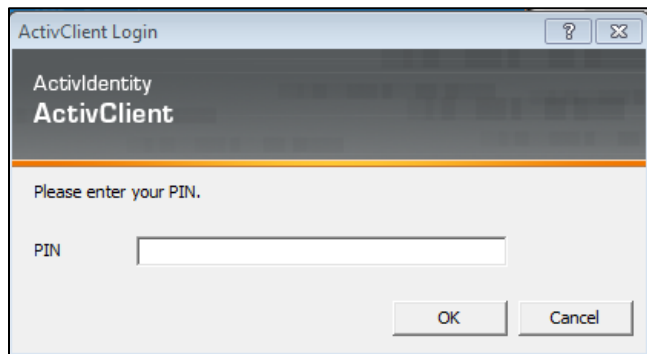 ActivClient Login
ActivIdentity
ActivClient
Please enter your PIN.
PIN
OK Cancel